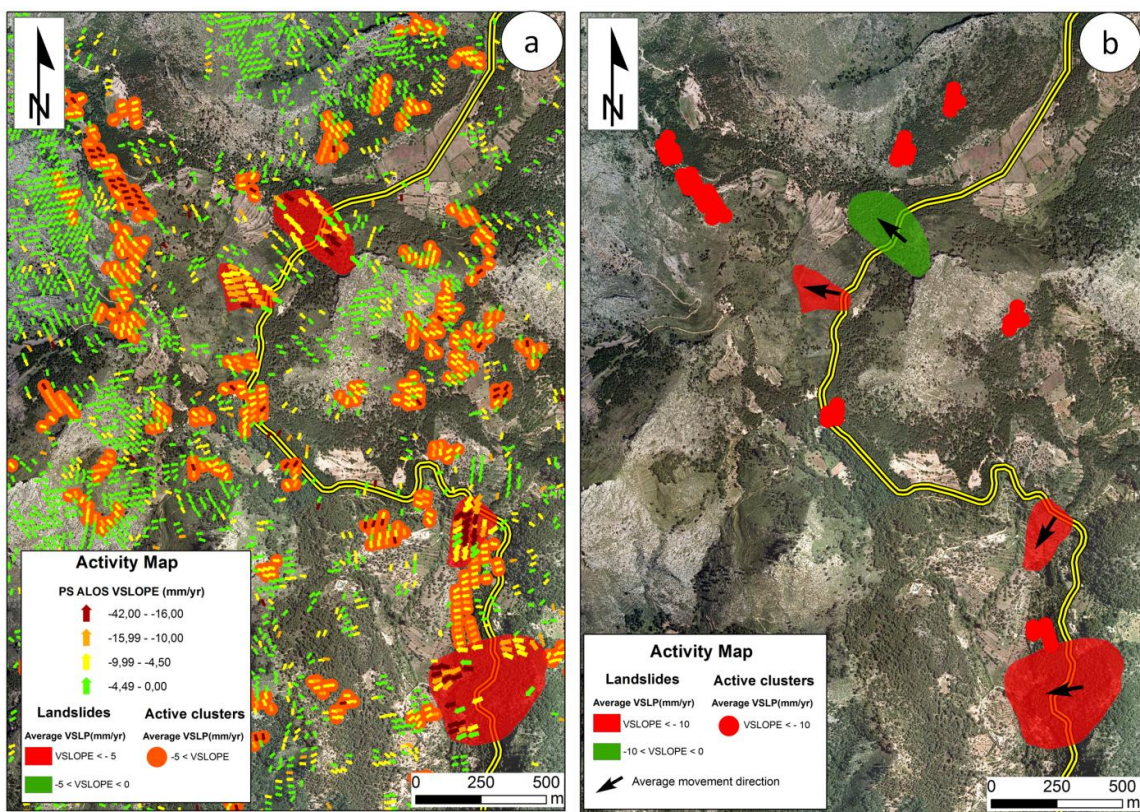 N
a
Activity Map
PS ALOS VSLOPE (mm/yr)
-42,00 - -16,00
-15,99 - -10,00
-9,99 - -4,50
-4,49 - 0,00
Landslides
Active clusters
Average VSLP(mm/yr)
Average VSLP(mm/yr)
VSLOPE < - 5
-5 < VSLOPE
-5 < VSLOPE < 0
0
250
500
m
N
b
Activity Map
Landslides
Active clusters
Average VSLP(mm/yr)
Average VSLP(mm/yr)
VSLOPE < - 10
VSLOPE < - 10
-10 < VSLOPE < 0
Average movement direction
0
250
500
m